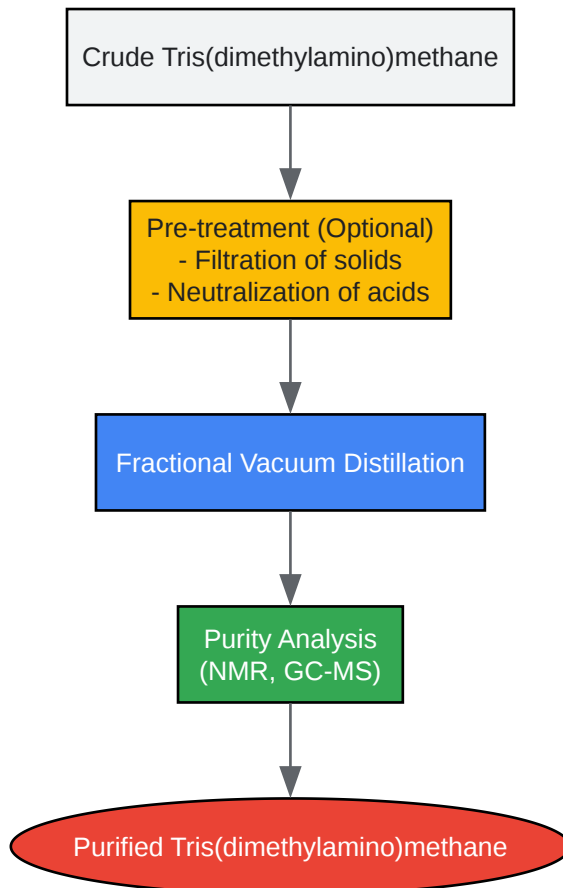 Crude Tris(dimethylamino)methane
Pre-treatment (Optional)
- Filtration of solids
- Neutralization of acids
Fractional Vacuum Distillation
Purity Analysis
(NMR, GC-MS)
Purified Tris(dimethylamino)methane